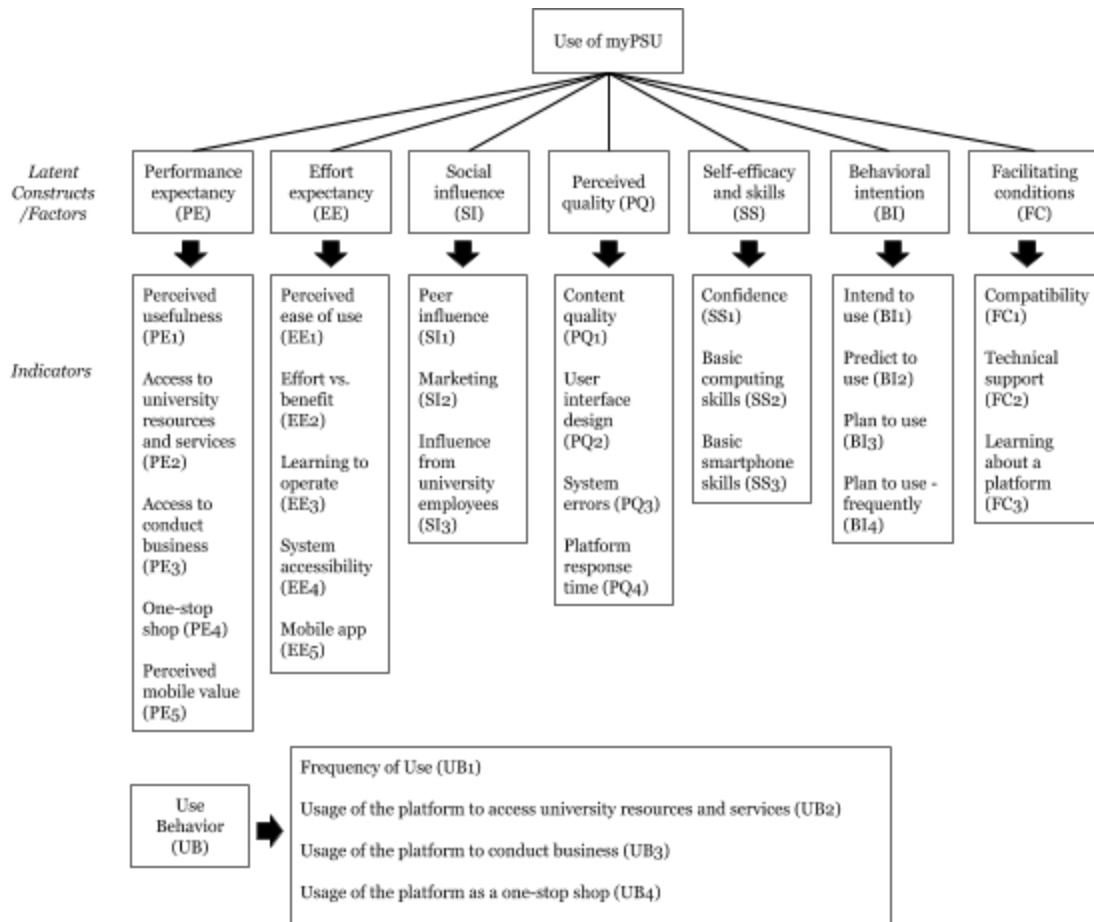 Use of myPSU
Latent
Constructs
/Factors
Performance
expectancy
(PE)
Effort
expectancy
(EE)
Social
influence
(SI)
Perceived
quality (PQ)
Self-efficacy
and skills
(SS)
Behavioral
intention
(BI)
Facilitating
conditions
(FC)
Indicators
Perceived
usefulness
(PE1)
Access to
university
resources
and services
(PE2)
Access to
conduct
business
(PE3)
One-stop
shop (PE4)
Perceived
mobile value
(PE5)
Perceived
ease of use
(EE1)
Effort vs.
benefit
(EE2)
Learning to
operate
(EE3)
System
accessibility
(EE4)
Mobile app
(EE5)
Peer
influence
(SI1)
Marketing
(SI2)
Influence
from
university
employees
(SI3)
Content
quality
(PQ1)
User
interface
design
(PQ2)
System
errors (PQ3)
Platform
response
time (PQ4)
Confidence
(SS1)
Basic
computing
skills (SS2)
Basic
smartphone
skills (SS3)
Intend to
use (BI1)
Predict to
use (BI2)
Plan to use
(BI3)
Plan to use -
frequently
(BI4)
Compatibility
(FC1)
Technical
support
(FC2)
Learning
about a
platform
(FC3)
Use
Behavior
(UB)
Frequency of Use (UB1)
Usage of the platform to access university resources and services (UB2)
Usage of the platform to conduct business (UB3)
Usage of the platform as a one-stop shop (UB4)